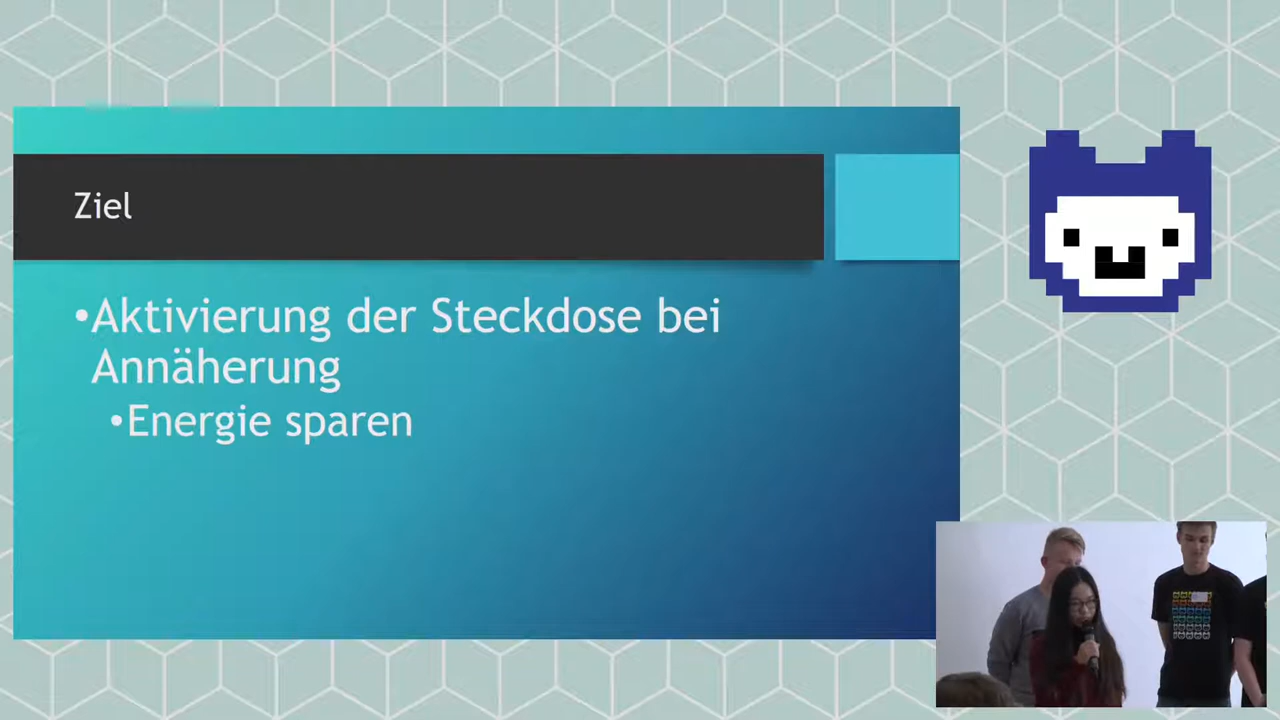 Ziel
•Aktivierung der Steckdose bei
Annäherung
•Energie sparen